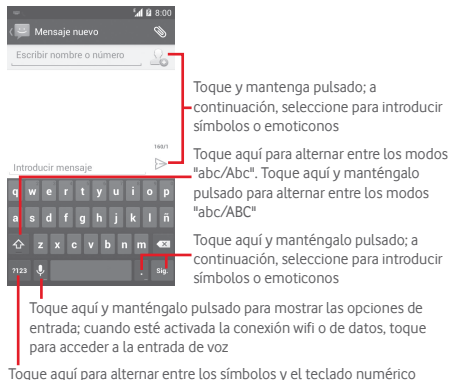 8:00
Mensaje nuevo
Escribir nombre o número
Toque y mantenga pulsado; a
continuación, seleccione para introducir
símbolos o emoticonos
160/1
Introducir mensaje
Toque aquí para alternar entre los modos
"abc/Abc". Toque aquí y manténgalo
pulsado para alternar entre los modos
"abc/ABC"
q w e r t y u i o p
a s d f g h j k l ñ
z x c v b n m
?123 . Sig.
Toque aquí y manténgalo pulsado; a
continuación, seleccione para introducir
símbolos o emoticonos
Toque aquí y manténgalo pulsado para mostrar las opciones de
entrada; cuando esté activada la conexión wifi o de datos, toque
para acceder a la entrada de voz
Toque aquí para alternar entre los símbolos y el teclado numérico